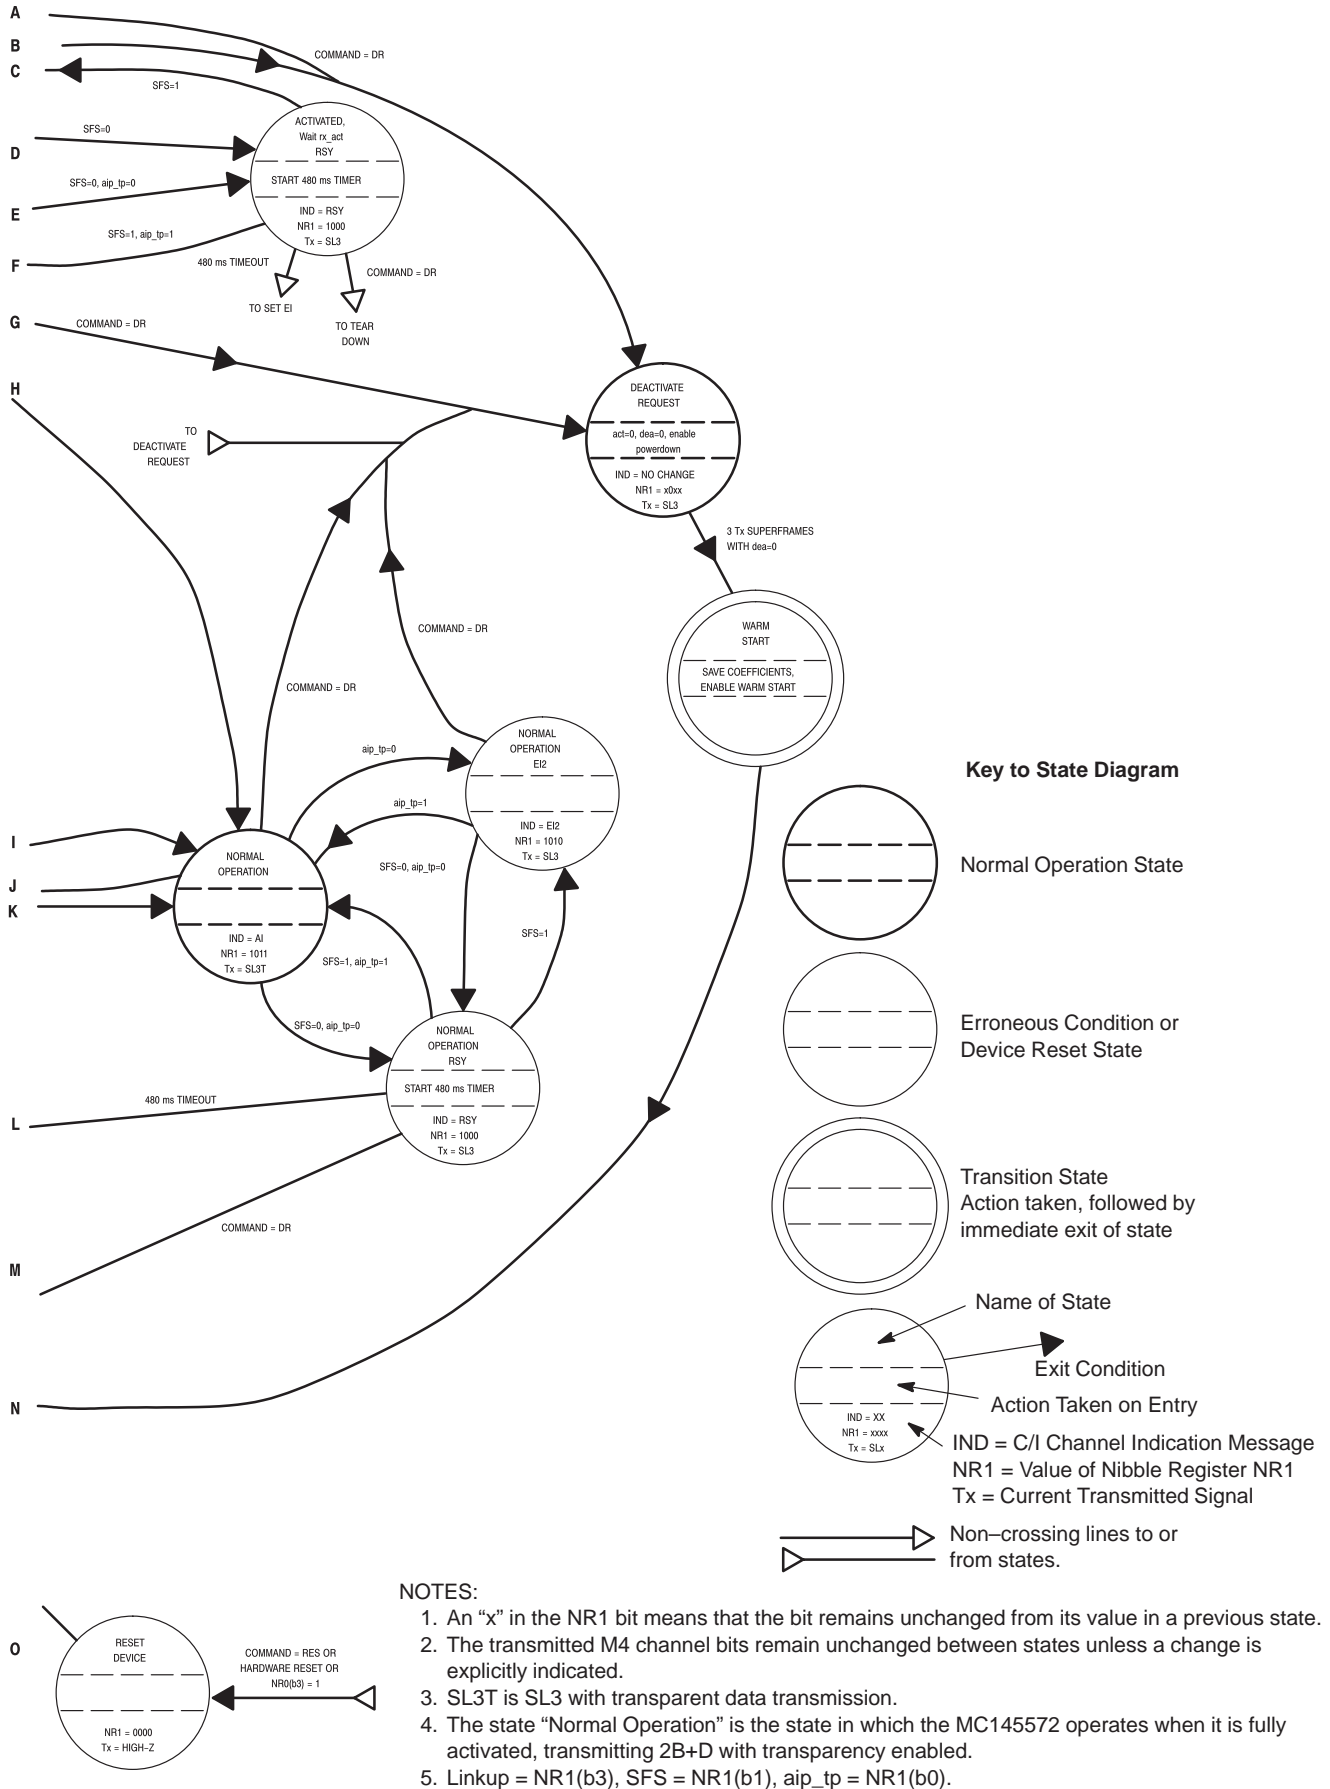 A
B
COMMAND = DR
C
SFS=1
ACTIVATED,
Wait rx_act
RSY
SFS=0
D
START 480 ms TIMER
SFS=0, aip_tp=0
E
IND = RSY
NR1 = 1000
Tx = SL3
SFS=1, aip_tp=1
F
480 ms TIMEOUT
COMMAND = DR
TO SET EI
TO TEAR
DOWN
G
COMMAND = DR
H
DEACTIVATE
REQUEST
act=0, dea=0, enable
powerdown
IND = NO CHANGE
NR1 = x0xx
Tx = SL3
TO
DEACTIVATE
REQUEST
3 Tx SUPERFRAMES
WITH dea=0
WARM
START
SAVE COEFFICIENTS,
ENABLE WARM START
COMMAND = DR
COMMAND = DR
NORMAL
OPERATION
EI2
IND = EI2
NR1 = 1010
Tx = SL3
aip_tp=0
aip_tp=1
SFS=0, aip_tp=0
I
J
K
NORMAL
OPERATION
IND = AI
NR1 = 1011
Tx = SL3T
SFS=1
SFS=1, aip_tp=1
SFS=0, aip_tp=0
NORMAL
OPERATION
RSY
START 480 ms TIMER
IND = RSY
NR1 = 1000
Tx = SL3
480 ms TIMEOUT
L
COMMAND = DR
M
N
Key to State Diagram
Normal Operation State
Erroneous Condition or
Device Reset State
Transition State
Action taken, followed by
immediate exit of state
Name of State
Exit Condition
Action Taken on Entry
IND = XX
NR1 = xxxx
Tx = SLx
IND = C/I Channel Indication Message
NR1 = Value of Nibble Register NR1
Tx = Current Transmitted Signal
Non–crossing lines to or
from states.
O
RESET
DEVICE
NR1 = 0000
Tx = HIGH–Z
COMMAND = RES OR
HARDWARE RESET OR
NR0(b3) = 1
NOTES:
1. An “x” in the NR1 bit means that the bit remains unchanged from its value in a previous state.
2. The transmitted M4 channel bits remain unchanged between states unless a change is
explicitly indicated.
3. SL3T is SL3 with transparent data transmission.
4. The state “Normal Operation” is the state in which the MC145572 operates when it is fully
activated, transmitting 2B+D with transparency enabled.
5. Linkup = NR1(b3), SFS = NR1(b1), aip_tp = NR1(b0).